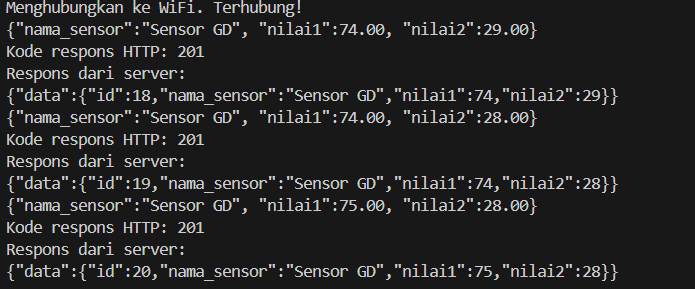 Menghubungkan ke WiFi. Terhubung!
{"nama_sensor":"Sensor GD", "nilai1":74.00, "nilai2":29.00}
Kode respons HTTP: 201
Respons dari server:
{"data":{"id":18,"nama_sensor":"Sensor GD","nilai1":74,"nilai2":29}}
{"nama_sensor":"Sensor GD", "nilai1":74.00, "nilai2":28.00}
Kode respons HTTP: 201
Respons dari server:
{"data":{"id":19,"nama_sensor":"Sensor GD","nilai1":74,"nilai2":28}}
{"nama_sensor":"Sensor GD", "nilai1":75.00, "nilai2":28.00}
Kode respons HTTP: 201
Respons dari server:
{"data":{"id":20,"nama_sensor":"Sensor GD","nilai1":75,"nilai2":28}}